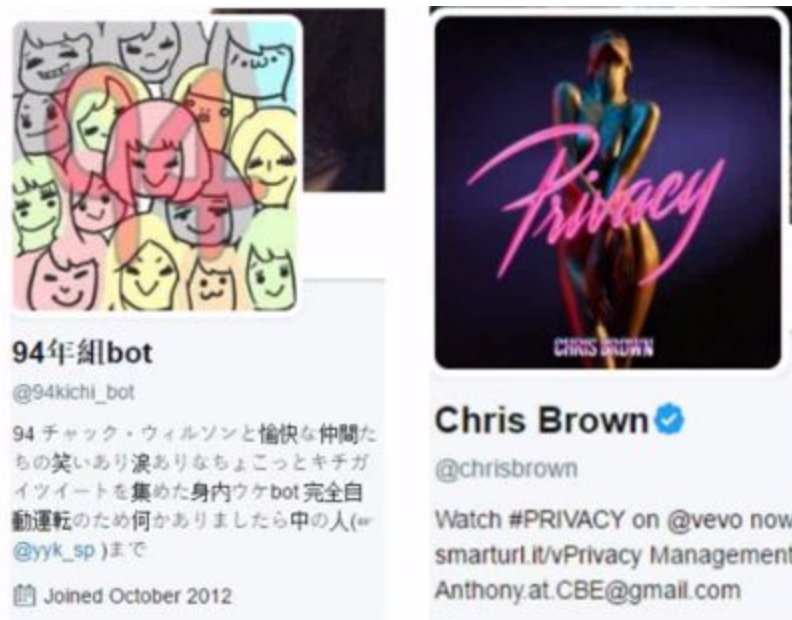 94年組bot
@94kichi_bot
94 チャック・ウィルソンと愉快な仲間た
ちの笑いあり涙ありなちょこっとキチガ
イツイートを集めた身内ウケbot 完全自
動運転のため何かありましたら中の人(✏
@yyk_sp )まで
Joined October 2012
Privacy
CHRIS BROWN
Chris Brown
@chrisbrown
Watch #PRIVACY on @vevo now
smarturl.it/vPrivacy Management
Anthony.at.CBE@gmail.com